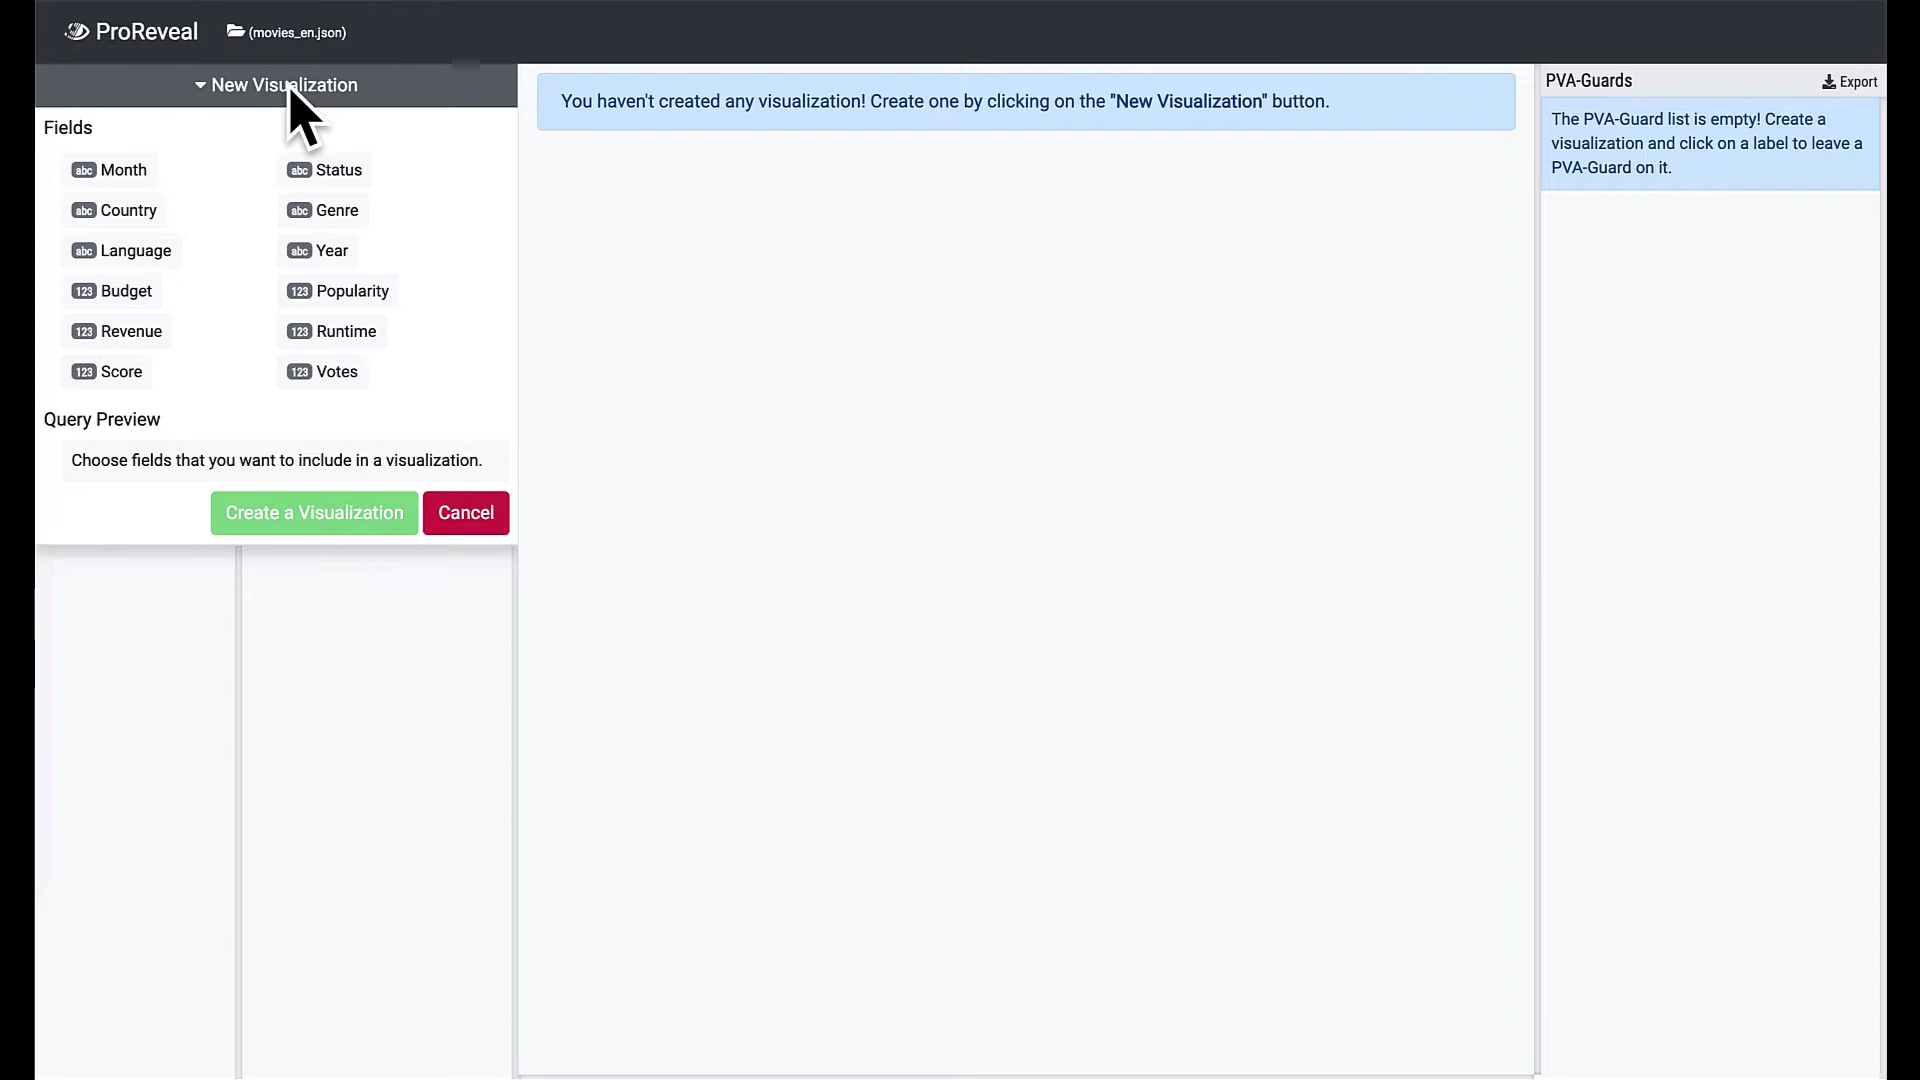 ProReveal (movies_en.json)
New Visualization
Fields
abc Month
abc Status
abc Country
abc Genre
abc Language
abc Year
123 Budget
123 Popularity
123 Revenue
123 Runtime
123 Score
123 Votes
Query Preview
Choose fields that you want to include in a visualization.
Create a Visualization
Cancel
You haven't created any visualization! Create one by clicking on the "New Visualization" button.
PVA-Guards
Export
The PVA-Guard list is empty! Create a
visualization and click on a label to leave a
PVA-Guard on it.